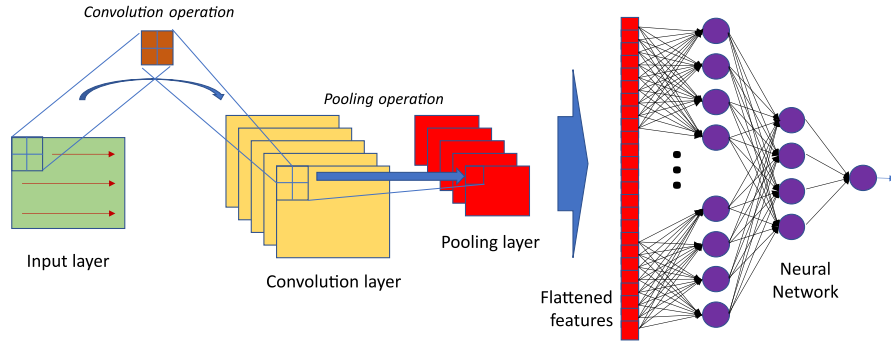 Convolution operation
Pooling operation
Input layer
Convolution layer
Pooling layer
Flattened
features
Neural
Network